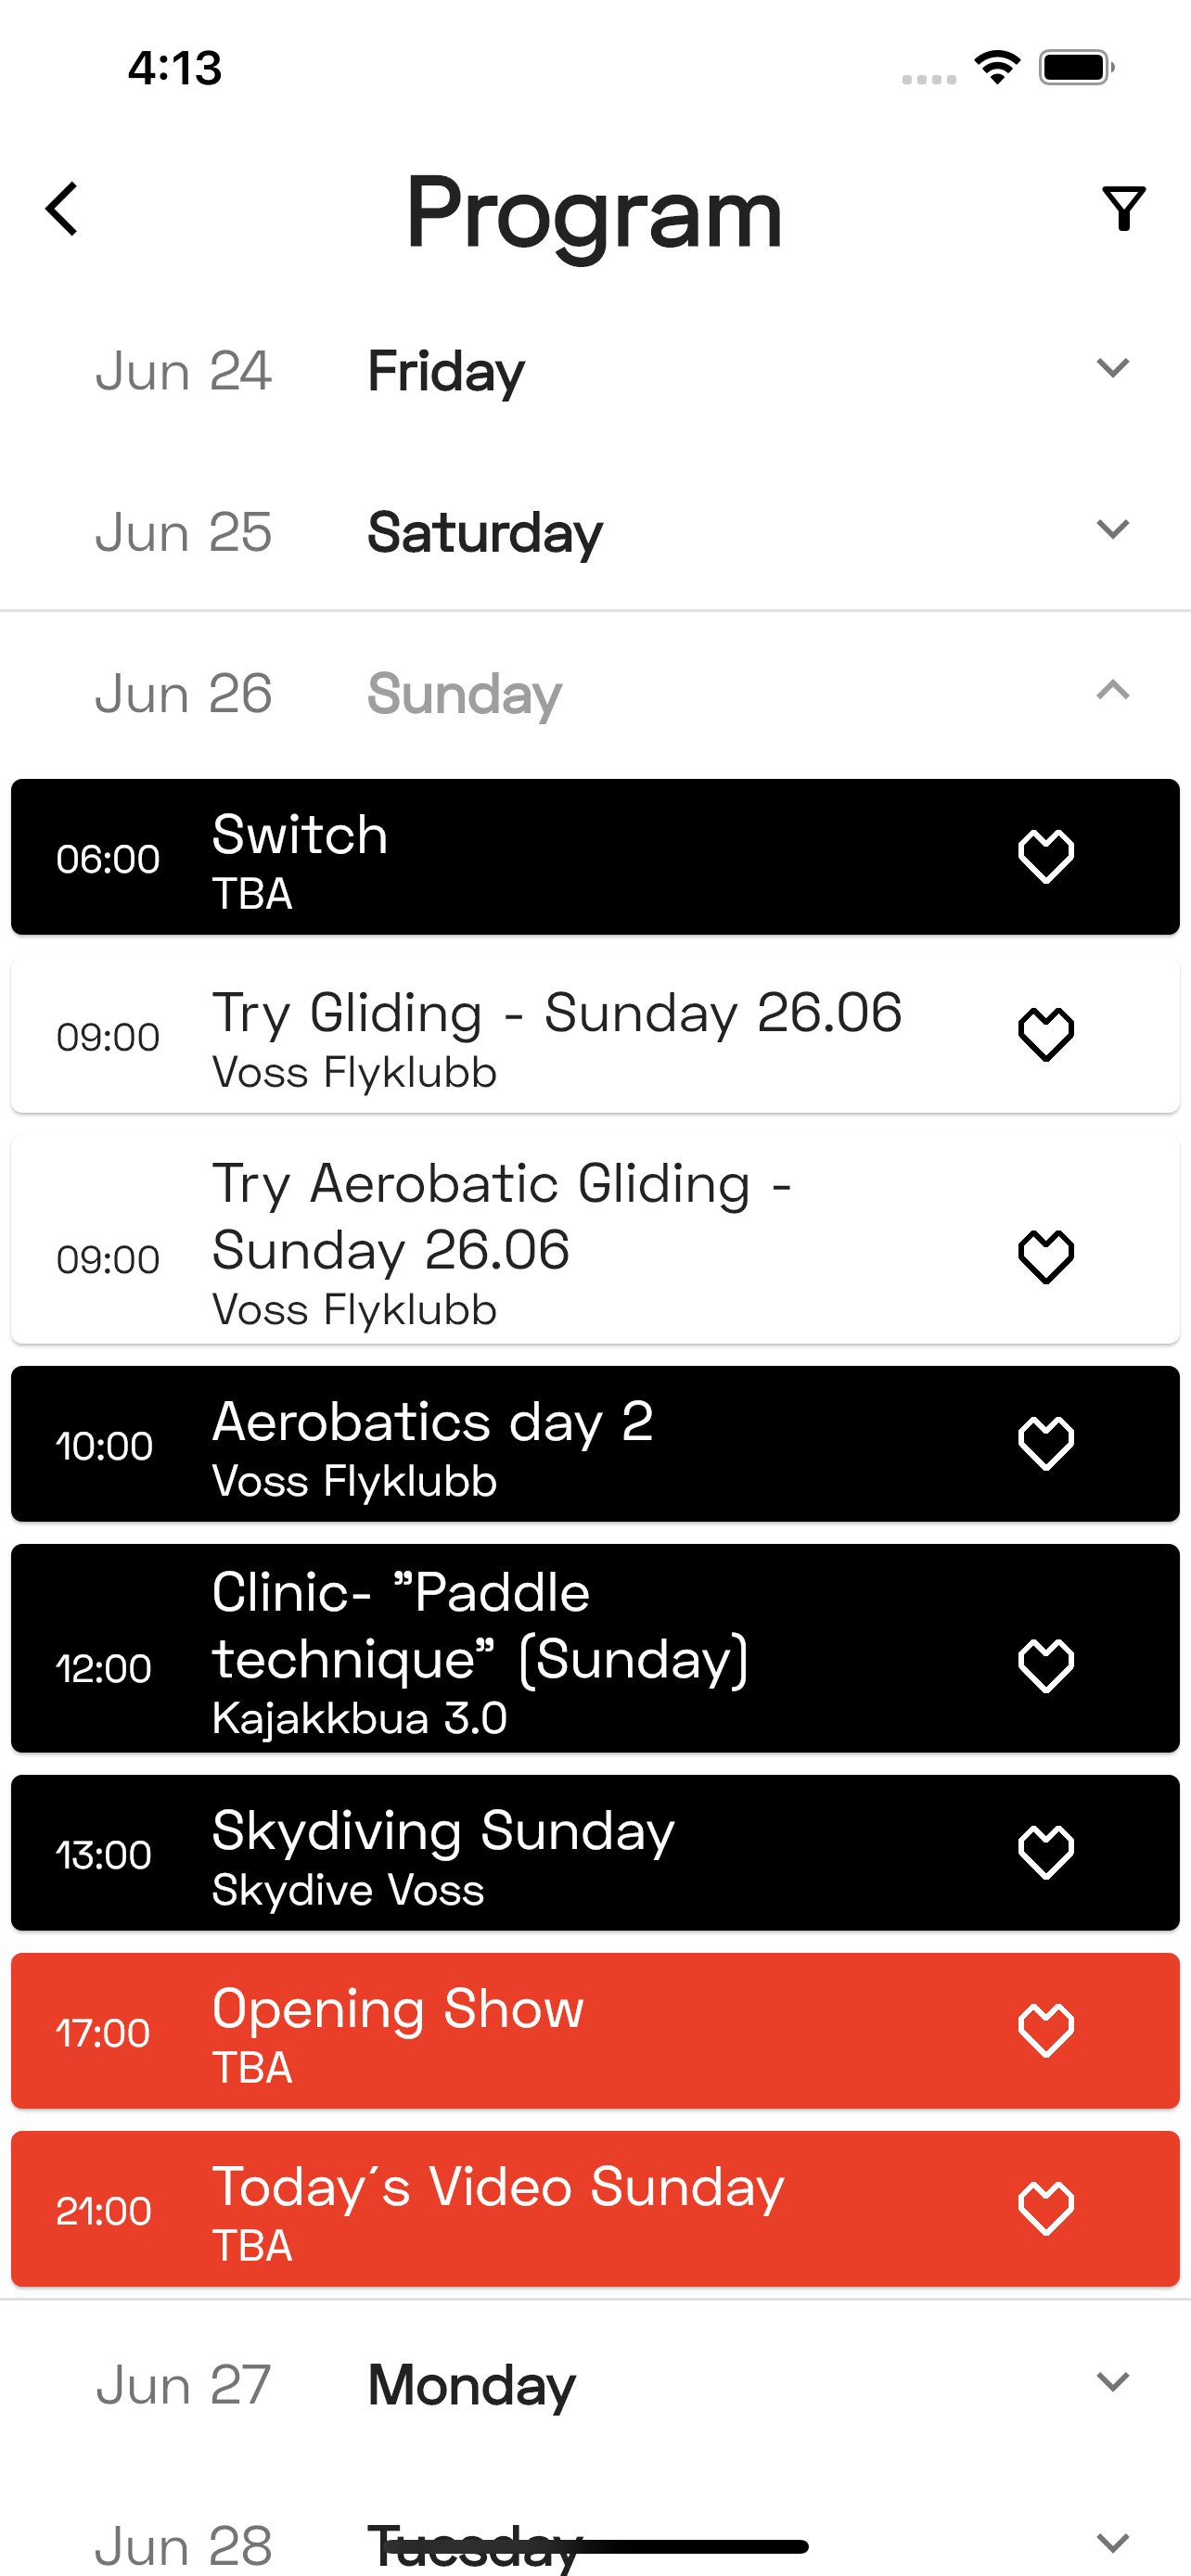 4:13
Program
Jun 24 Friday
Jun 25 Saturday
Jun 26 Sunday
Switch
06:00
TBA
Try Gliding - Sunday 26.06
09:00
Voss Flyklubb
Try Aerobatic Gliding -
Sunday 26.06
09:00
Voss Flyklubb
Aerobatics day 2
10:00
Voss Flyklubb
Clinic- ”Paddle
technique” (Sunday)
12:00
Kajakkbua 3.0
Skydiving Sunday
13:00
Skydive Voss
Opening Show
17:00
TBA
Today´s Video Sunday
21:00
TBA
Jun 27 Monday
Jun 28 Tuesday